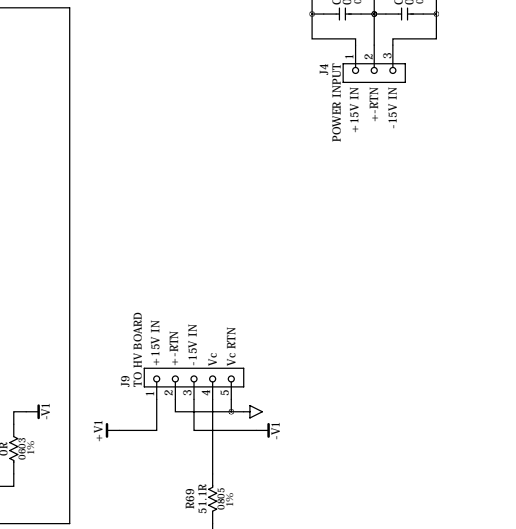 J4
POWER INPUT
1
2
3
+15V IN
+-RTN
-15V IN
J9
TO HV BOARD
+15V IN
+-RTN
-15V IN
Vc
Vc RTN
1
2
3
4
5
+V1
-V1
-V1
0R
0603
1%
R69
51.1R
0805
1%